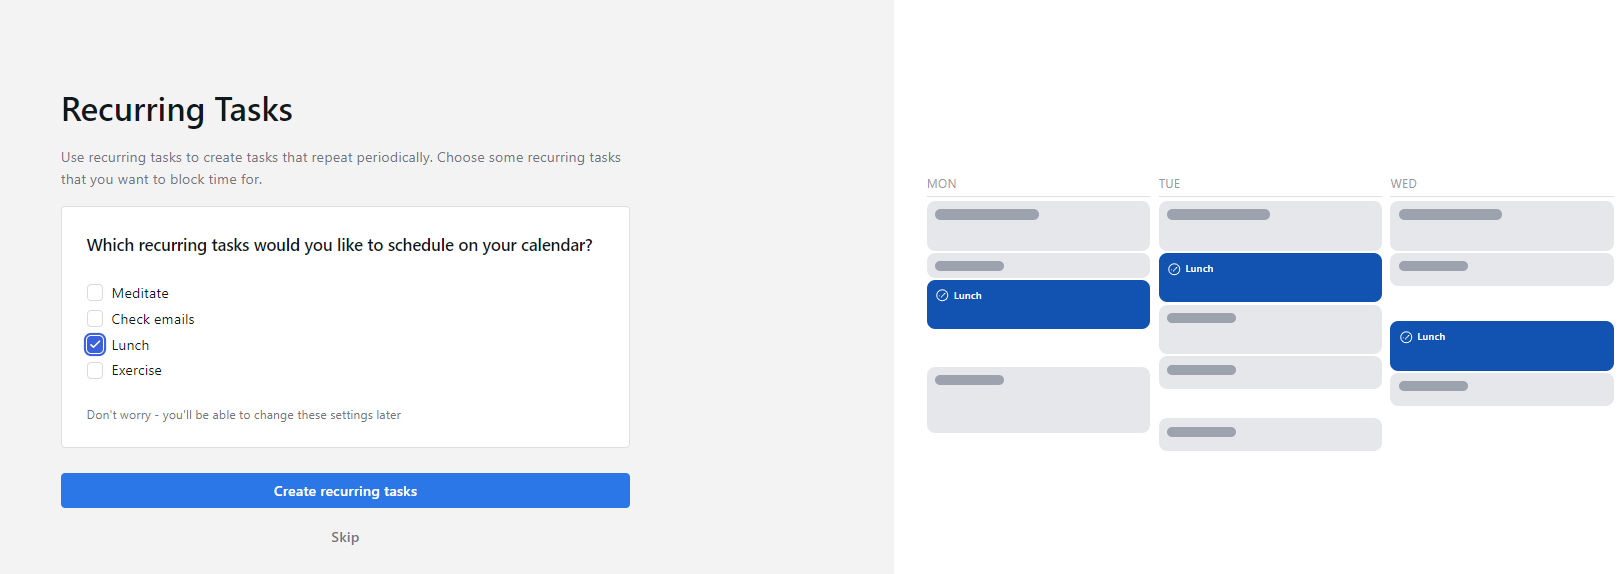 Recurring Tasks
Use recurring tasks to create tasks that repeat periodically. Choose some recurring tasks
that you want to block time for.
Which recurring tasks would you like to schedule on your calendar?
Meditate
Check emails
Lunch
Exercise
Don't worry - you'll be able to change these settings later
Create recurring tasks
Skip
MON
Lunch
TUE
Lunch
WED
Lunch